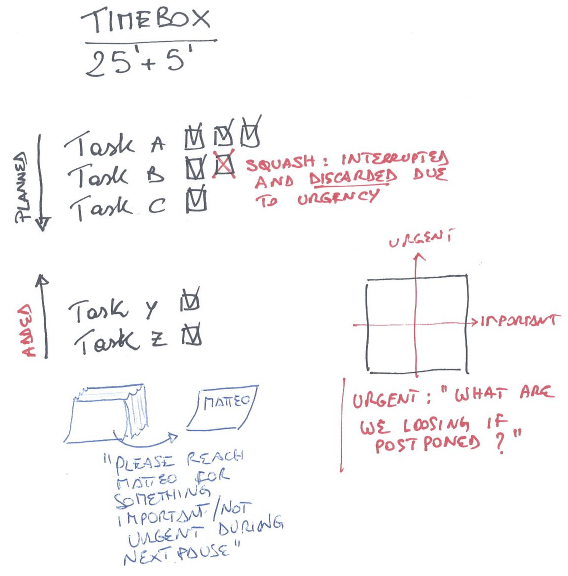 TIMEBOX
25' + 5'
PLANNED
Task A
Task B
Task C
SQUASH: INTERRUPTED
AND DISCARDED DUE
TO URGENCY
ADDED
Task Y
Task Z
URGENT
IMPORTANT
URGENT: "WHAT ARE
WE LOOSING IF
POSTPONED?"
MATTEO
"PLEASE REACH
MATTEO FOR
SOMETHING
IMPORTANT/NOT
URGENT DURING
NEXT PAUSE"